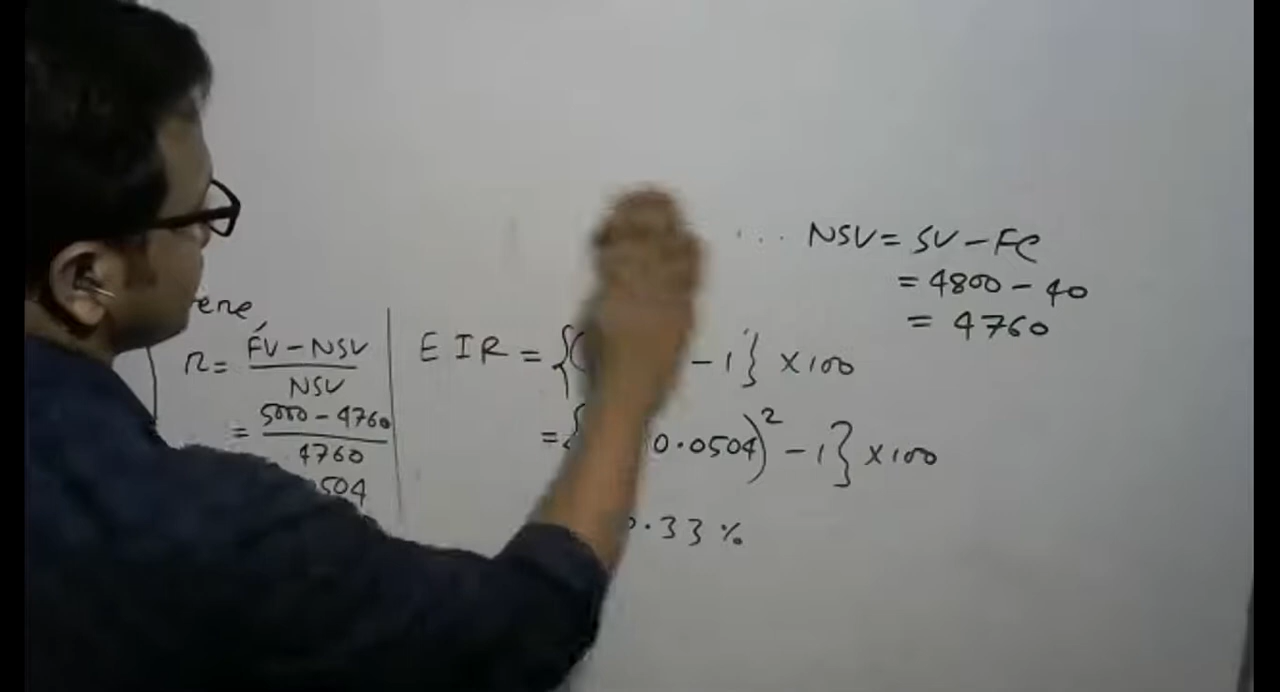 NSV = SV - FC
= 4800 - 40
= 4760
ere
r = FV - NSV / NSV
= 5000 - 4760 / 4760
504
EIR = {( - 1} × 100
= { 0.0504)² - 1} × 100
.33 %